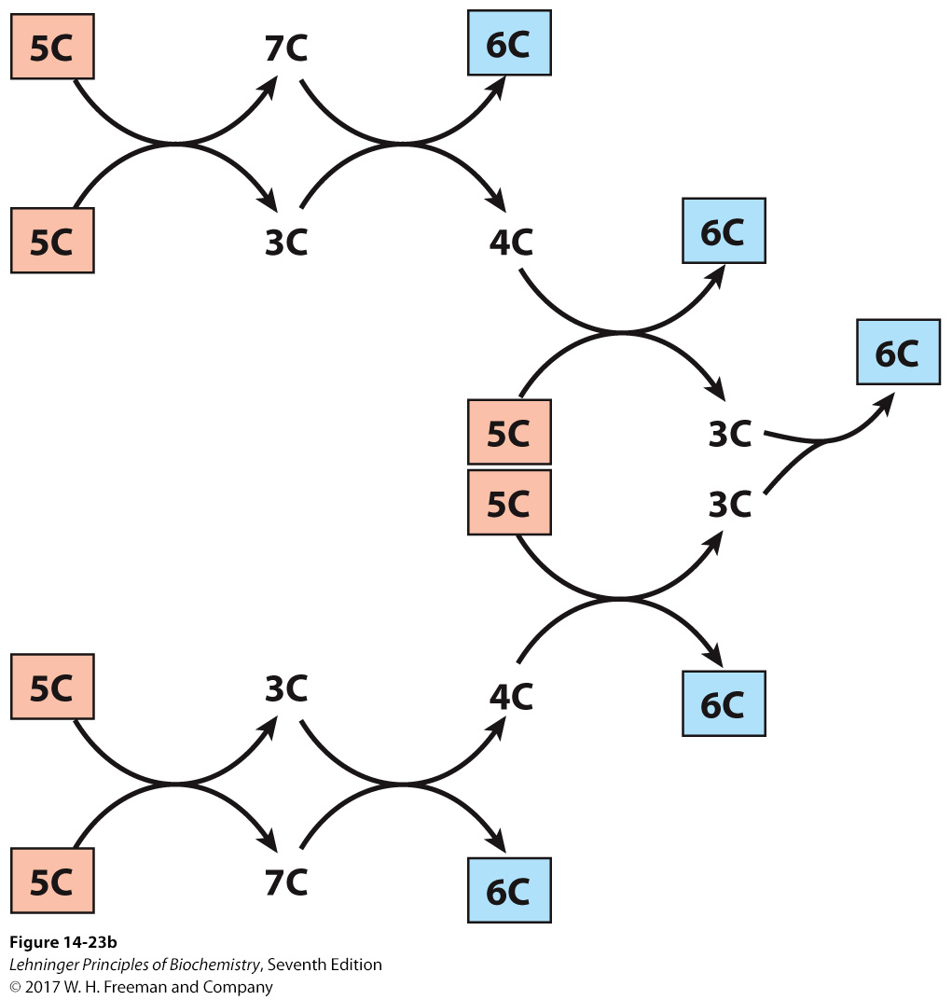 5C 7C 6C
5C 3C 4C
6C
6C
5C 3C
5C 3C
5C 3C 4C
6C
5C 7C 6C
Figure 14-23b
Lehninger Principles of Biochemistry, Seventh Edition
© 2017 W. H. Freeman and Company